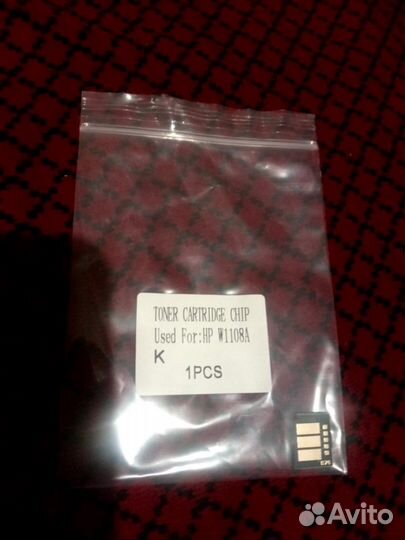 TONER CARTRIDGE CHIP
Used For:HP W1108A
K
1PCS
Avito